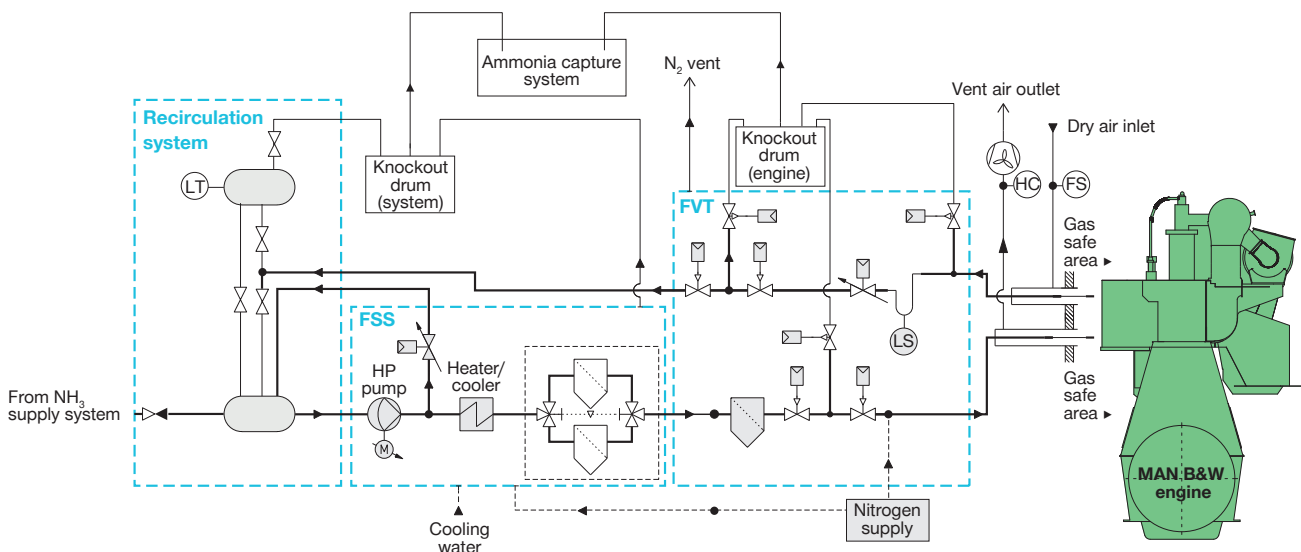 Ammonia capture
system
N₂ vent
Vent air outlet
Dry air inlet
Recirculation
system
LT
Knockout
drum
(system)
Knockout
drum
(engine)
HC
FS
FVT
Gas
safe
area
FSS
LS
HP
pump
Heater/
cooler
From NH₃
supply system
M
Gas
safe
area
MAN B&W
engine
Nitrogen
supply
Cooling
water